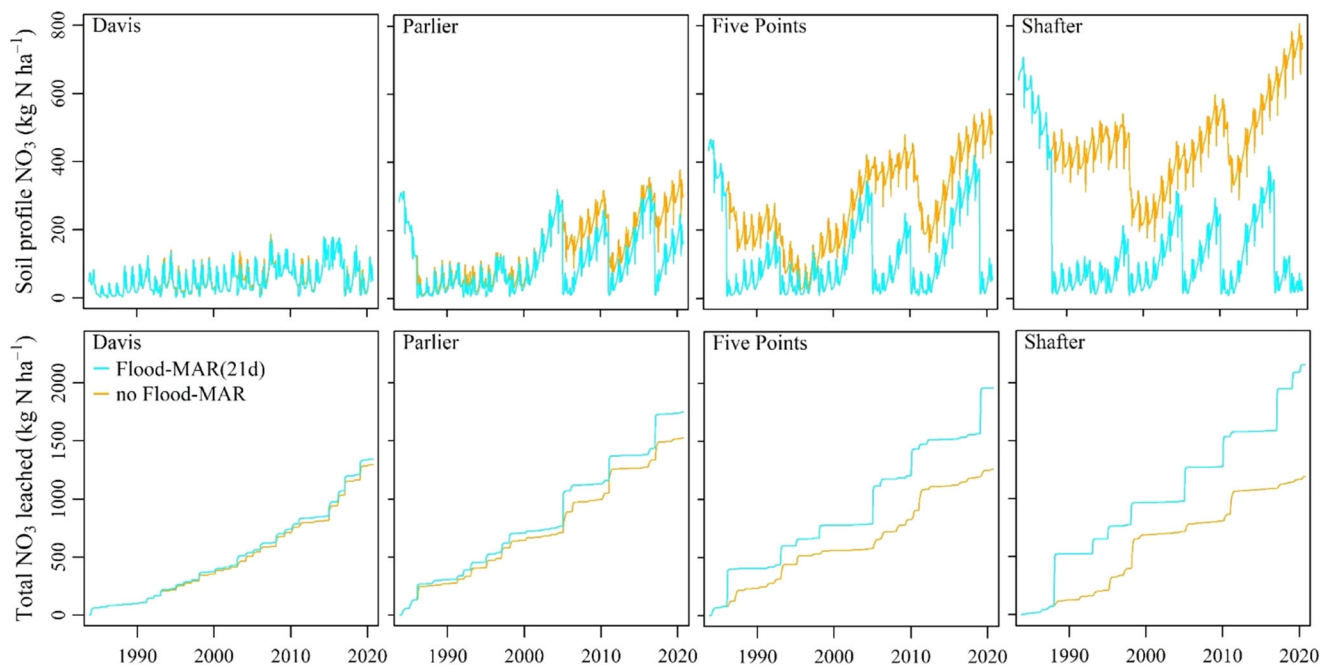 Davis
Parlier
Five Points
Shafter
Soil profile NO₃ (kg N ha⁻¹)
0 200 400 600 800
Davis
Parlier
Five Points
Shafter
Flood-MAR(21d)
no Flood-MAR
Total NO₃ leached (kg N ha⁻¹)
0 500 1000 1500 2000
1990 2000 2010 2020
1990 2000 2010 2020
1990 2000 2010 2020
1990 2000 2010 2020